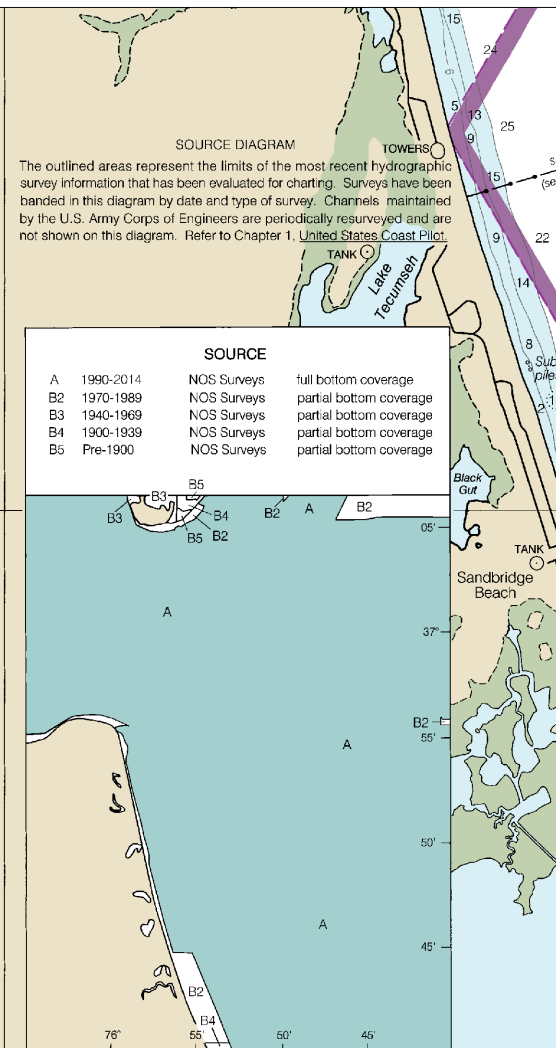 15
24
5
13
9
25
TOWERS
SOURCE DIAGRAM
The outlined areas represent the limits of the most recent hydrographic
survey information that has been evaluated for charting. Surveys have been
banded in this diagram by date and type of survey. Channels maintained
by the U.S. Army Corps of Engineers are periodically resurveyed and are
not shown on this diagram. Refer to Chapter 1, United States Coast Pilot.
15
(se
9
22
TANK
Lake
Tecumseh
14
8
Sub
pile
2
SOURCE
A 1990-2014 NOS Surveys full bottom coverage
B2 1970-1989 NOS Surveys partial bottom coverage
B3 1940-1969 NOS Surveys partial bottom coverage
B4 1900-1939 NOS Surveys partial bottom coverage
B5 Pre-1900 NOS Surveys partial bottom coverage
Black
Gut
B5
B3
B3
B4
B5 B2
B2
A
B2
05'
TANK
Sandbridge
Beach
A
37°
B2
55'
A
50'
A
45'
B2
B4
76° 55' 50' 45'